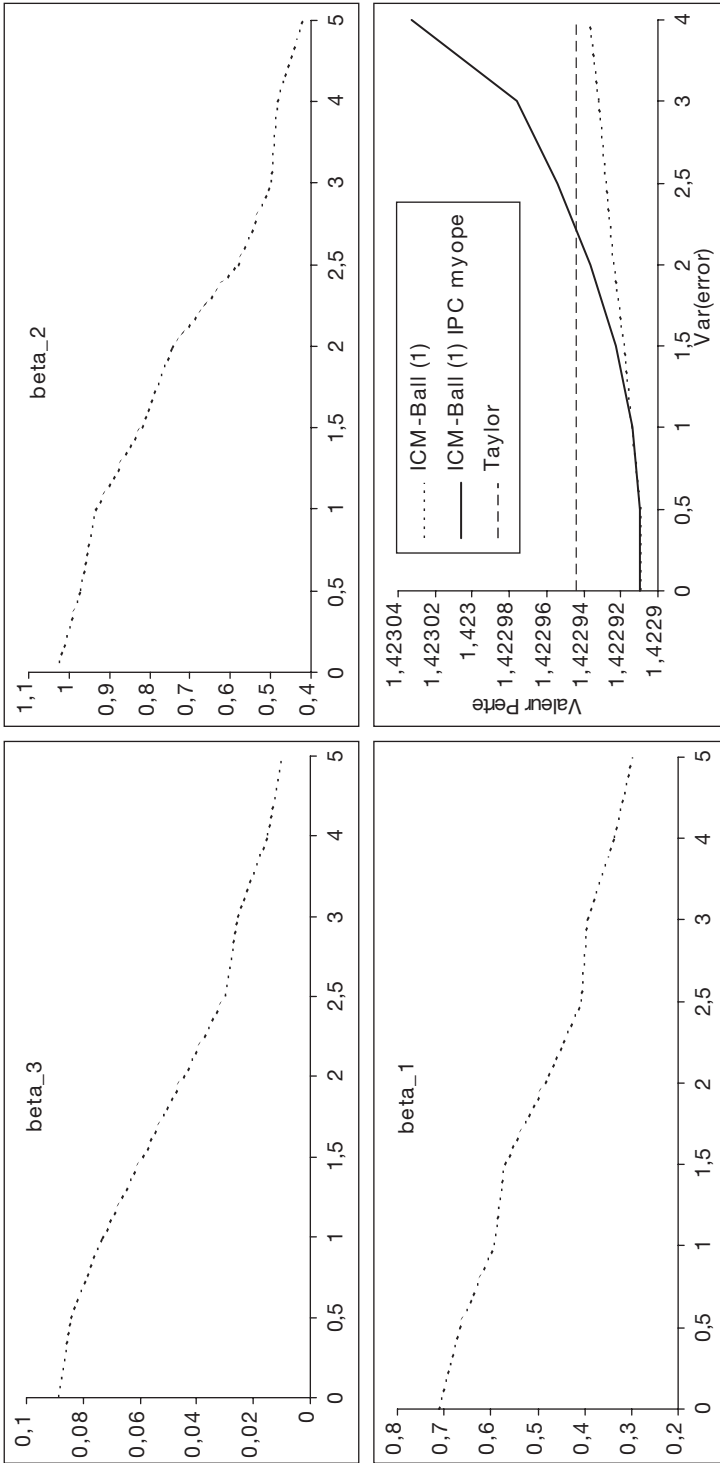 beta_3
0,1
0,08
0,06
0,04
0,02
0
0 0,5 1 1,5 2 2,5 3 4 5
beta_2
1,1
1
0,9
0,8
0,7
0,6
0,5
0,4
0 0,5 1 1,5 2 2,5 3 4 5
beta_1
0,8
0,7
0,6
0,5
0,4
0,3
0,2
0 0,5 1 1,5 2 2,5 3 4 5
Valeur Perte
1,42304
1,42302
1,423
1,42298
1,42296
1,42294
1,42292
1,4229
ICM-Ball (1)
ICM-Ball (1) IPC myope
Taylor
0 0,5 1 1,5 2 2,5 3 4
Var(error)